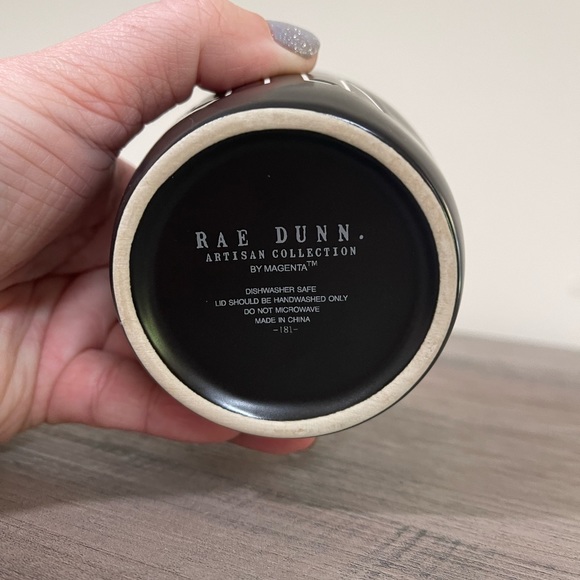 RAE DUNN.
ARTISAN COLLECTION
BY MAGENTA™
DISHWASHER SAFE
LID SHOULD BE HANDWASHED ONLY
DO NOT MICROWAVE
MADE IN CHINA
-181-